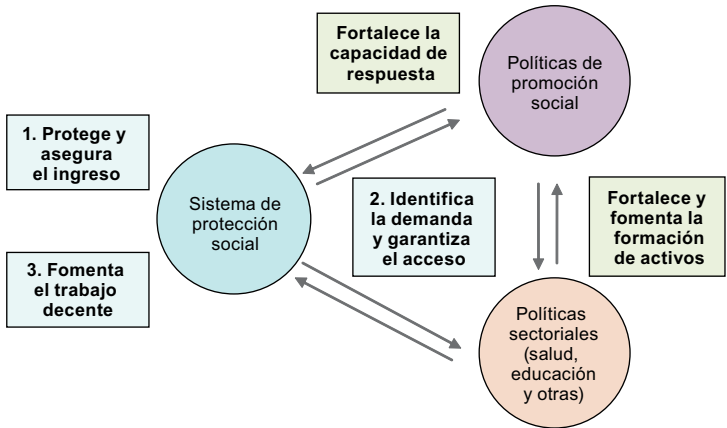 Fortalece la
capacidad de
respuesta
Políticas de
promoción
social
1. Protege y
asegura
el ingreso
Sistema de
protección
social
2. Identifica
la demanda
y garantiza
el acceso
Fortalece y
fomenta la
formación
de activos
3. Fomenta
el trabajo
decente
Políticas
sectoriales
(salud,
educación
y otras)